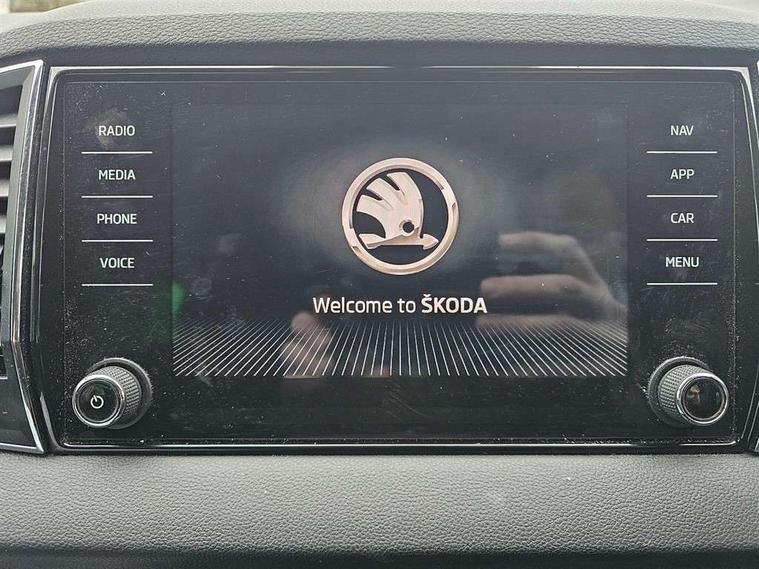 RADIO
MEDIA
PHONE
VOICE
Welcome to ŠKODA
NAV
APP
CAR
MENU